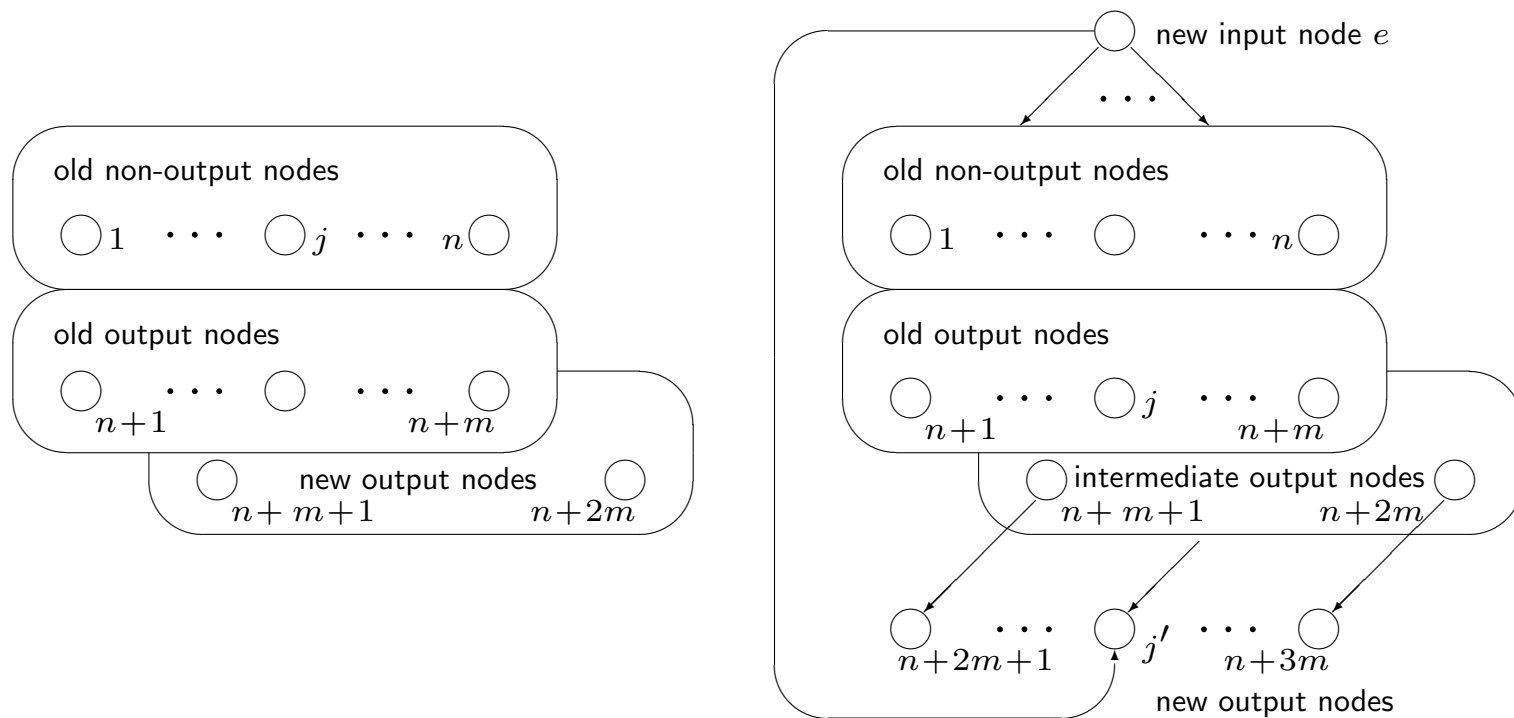 old non-output nodes
1 · · · j · · · n
old output nodes
· · · · · ·
n+1 n+m
new output nodes
n+ m+1 n+2m
new input node e
· · ·
old non-output nodes
1 · · · · · · n
old output nodes
· · · j · · ·
n+1 n+m
intermediate output nodes
n+ m+1 n+2m
· · · j′ · · ·
n+2m+1 n+3m
new output nodes